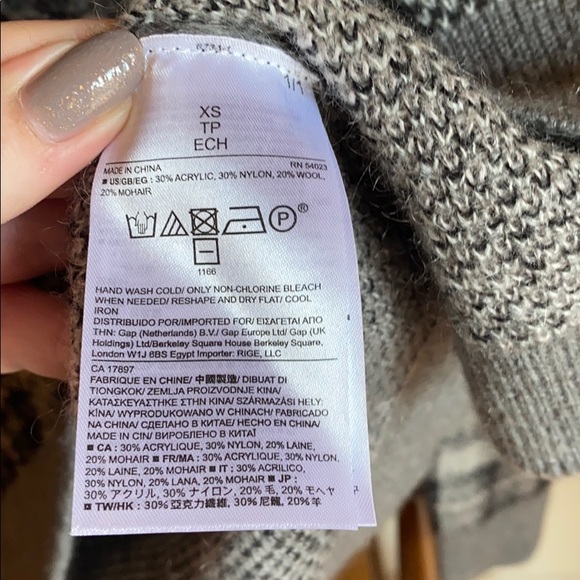 1/1
XS
TP
ECH
MADE IN CHINA RN 54023
■ US/GB/EG : 30% ACRYLIC, 30% NYLON, 20% WOOL,
20% MOHAIR
P ®
1166
HAND WASH COLD/ ONLY NON-CHLORINE BLEACH
WHEN NEEDED/ RESHAPE AND DRY FLAT/ COOL
IRON
DISTRIBUIDO POR/IMPORTED FOR/ ΕΙΣΑΓΕΤΑΙ ΑΠΟ
ΤΗΝ: Gap (Netherlands) B.V./ Gap Europe Ltd/ Gap (UK
Holdings) Ltd/Berkeley Square House Berkeley Square,
London W1J 6BS Egypt Importer: RIGE, LLC
CA 17897
FABRIQUE EN CHINE/ 中國製造/ DIBUAT DI
TIONGKOK/ ZEMLJA PROIZVODNJE KINA/
ΚΑΤΑΣΚΕΥΑΣΤΗΚΕ ΣΤΗΝ ΚΙΝΑ/ SZÁRMAZÁSI HELY:
KÍNA/ WYPRODUKOWANO W CHINACH/ FABRICADO
NA CHINA/ СДЕЛАНО В КИТАЕ/ HECHO EN CHINA/
MADE IN CIN/ ВИРОБЛЕНО В КИТАЇ
■ CA : 30% ACRYLIQUE, 30% NYLON, 20% LAINE,
20% MOHAIR ■ FR/MA : 30% ACRYLIQUE, 30% NYLON,
20% LAINE, 20% MOHAIR ■ IT : 30% ACRILICO,
30% NYLON, 20% LANA, 20% MOHAIR ■ JP :
30% アクリル, 30% ナイロン, 20% 毛, 20% モヘヤ
■ TW/HK : 30% 亞克力纖維, 30% 尼龍, 20% 羊